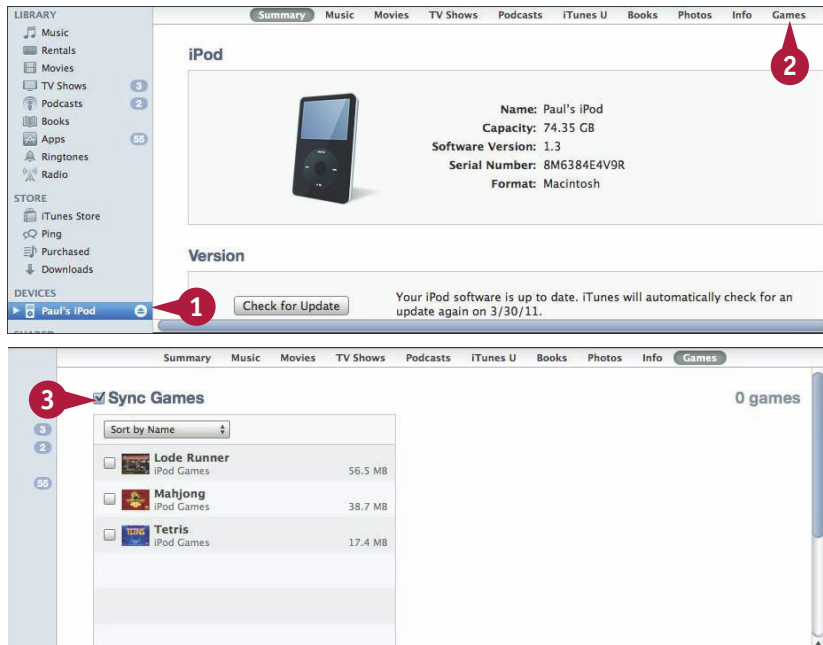 LIBRARY
Music
Rentals
Movies
TV Shows 3
Podcasts 2
Books
Apps 55
Ringtones
Radio
STORE
iTunes Store
Ping
Purchased
Downloads
DEVICES
Paul's iPod
1
Summary Music Movies TV Shows Podcasts iTunes U Books Photos Info Games
2
iPod
Name: Paul's iPod
Capacity: 74.35 GB
Software Version: 1.3
Serial Number: 8M6384E4V9R
Format: Macintosh
Version
Check for Update
Your iPod software is up to date. iTunes will automatically check for an
update again on 3/30/11.
Summary Music Movies TV Shows Podcasts iTunes U Books Photos Info Games
3
Sync Games 0 games
3
2
55
Sort by Name
Lode Runner
iPod Games 56.5 MB
Mahjong
iPod Games 38.7 MB
Tetris
iPod Games 17.4 MB